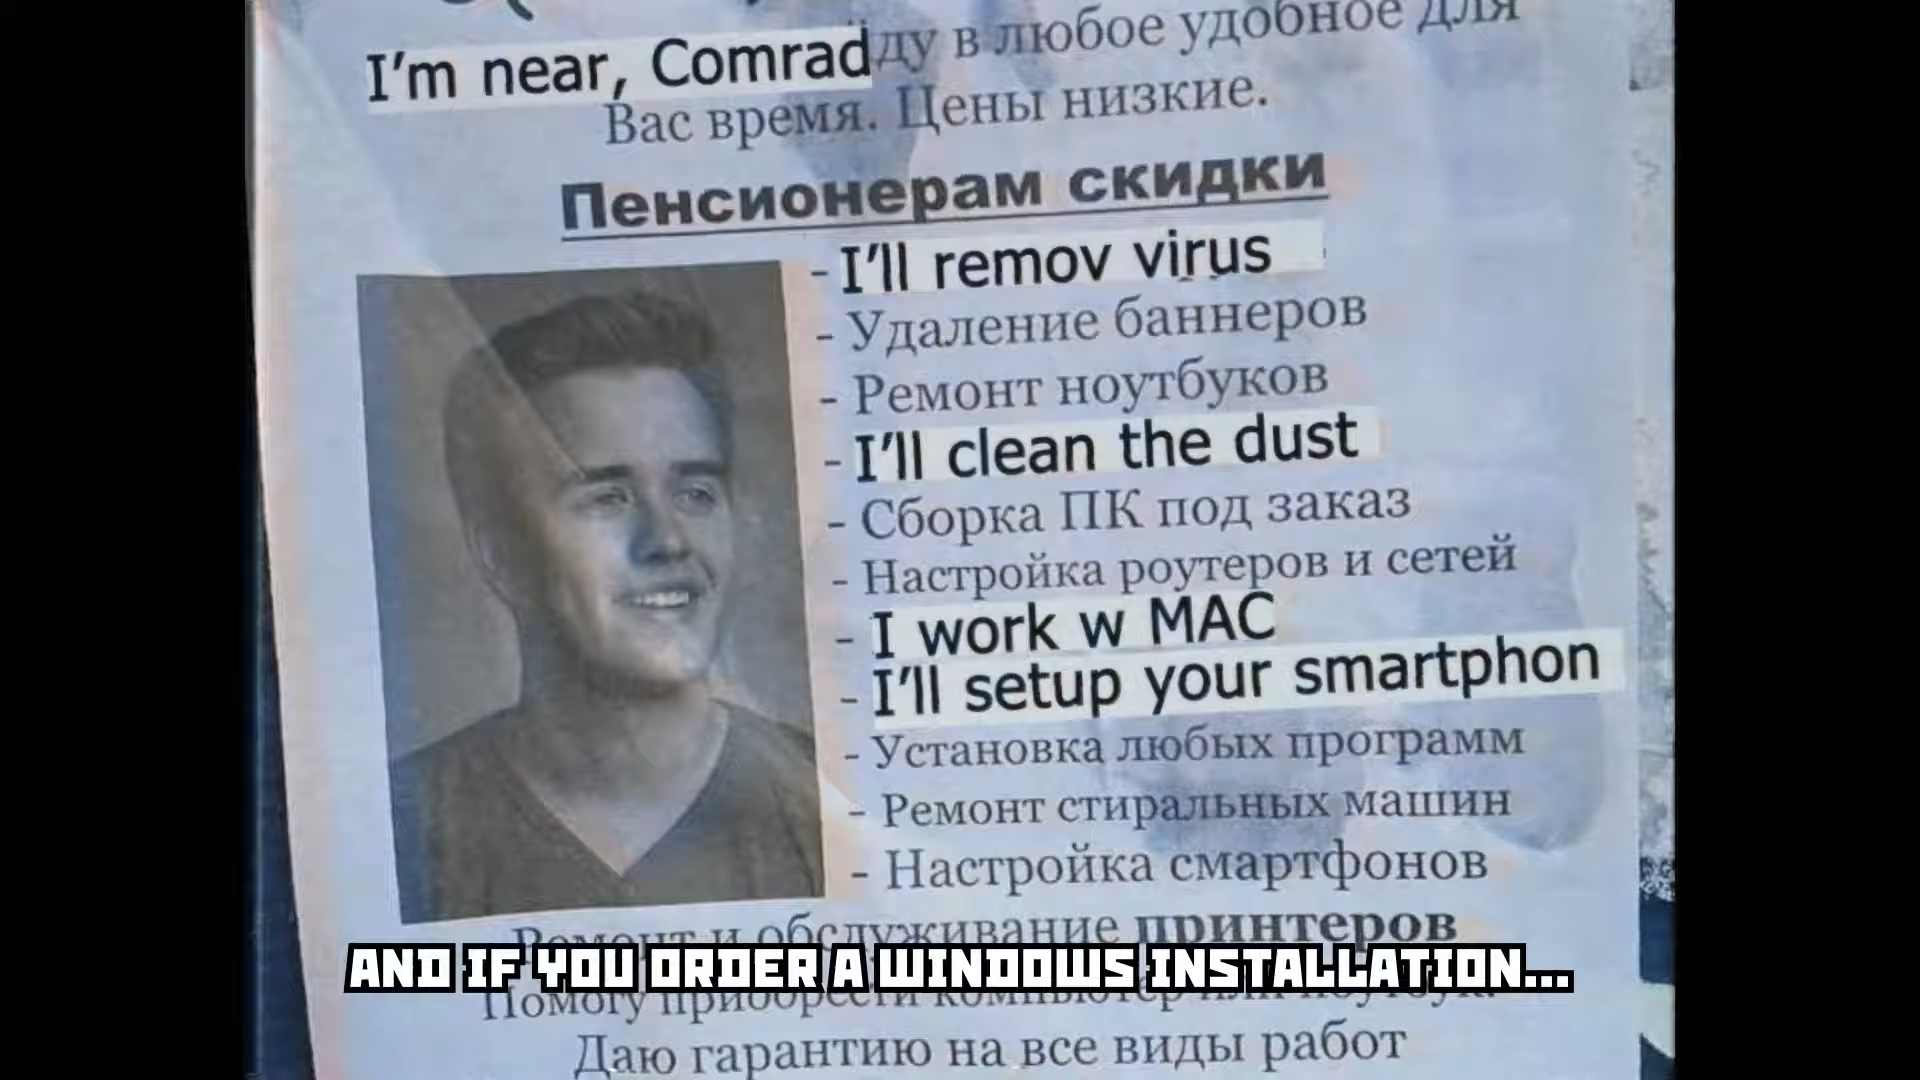 I'm near, Comrad ду в любое удобное для
Вас время. Цены низкие.
Пенсионерам скидки
- I'll remov virus
- Удаление баннеров
- Ремонт ноутбуков
- I'll clean the dust
- Сборка ПК под заказ
- Настройка роутеров и сетей
- I work w MAC
- I'll setup your smartphon
- Установка любых программ
- Ремонт стиральных машин
- Настройка смартфонов
Ремонт и обслуживание принтеров
AND IF YOU ORDER A WINDOWS INSTALLATION...
Помогу приобрести компьютер или ноутбук.
Даю гарантию на все виды работ